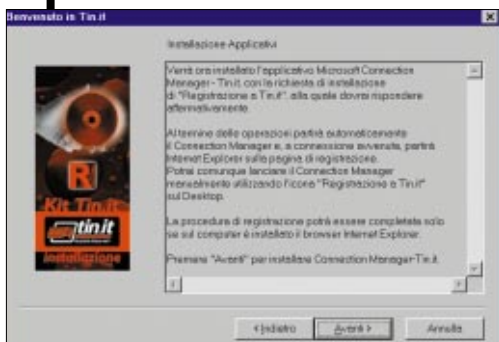 Benvenuto in Tin.it
Installazione Applicativi
Verrà ora installato l'applicativo Microsoft Connection
Manager - Tin.it, con la richiesta di installazione
di "Registrazione a Tin.it", alla quale dovrai rispondere
affermativamente.
Al termine delle operazioni partirà automaticamente
il Connection Manager e, a connessione avvenuta, partirà
Internet Explorer sulla pagina di registrazione.
Potrai comunque lanciare il Connection Manager
manualmente utilizzando l'icona "Registrazione a Tin.it"
sul Desktop.
La procedura di registrazione potrà essere completata solo
se sul computer è installato il browser Internet Explorer.
Premere "Avanti" per installare Connection Manager-Tin.it.
R
Kit Tin.it
tin.it
installazione
< Indietro
Avanti >
Annulla